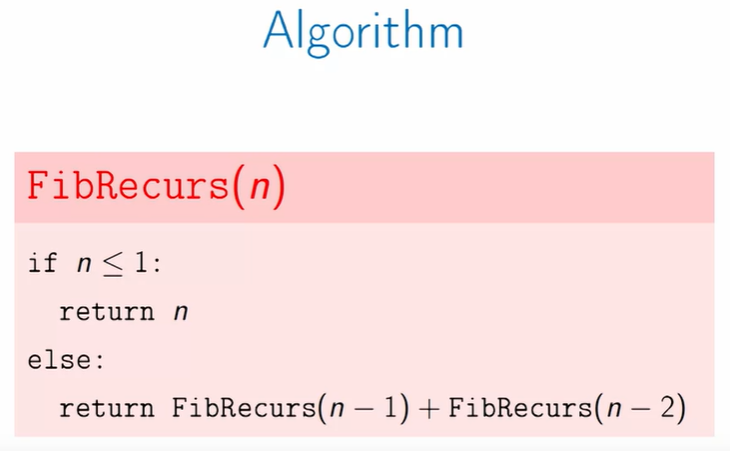 Algorithm
FibRecurs(n)
if n ≤ 1:
return n
else:
return FibRecurs(n − 1) + FibRecurs(n − 2)